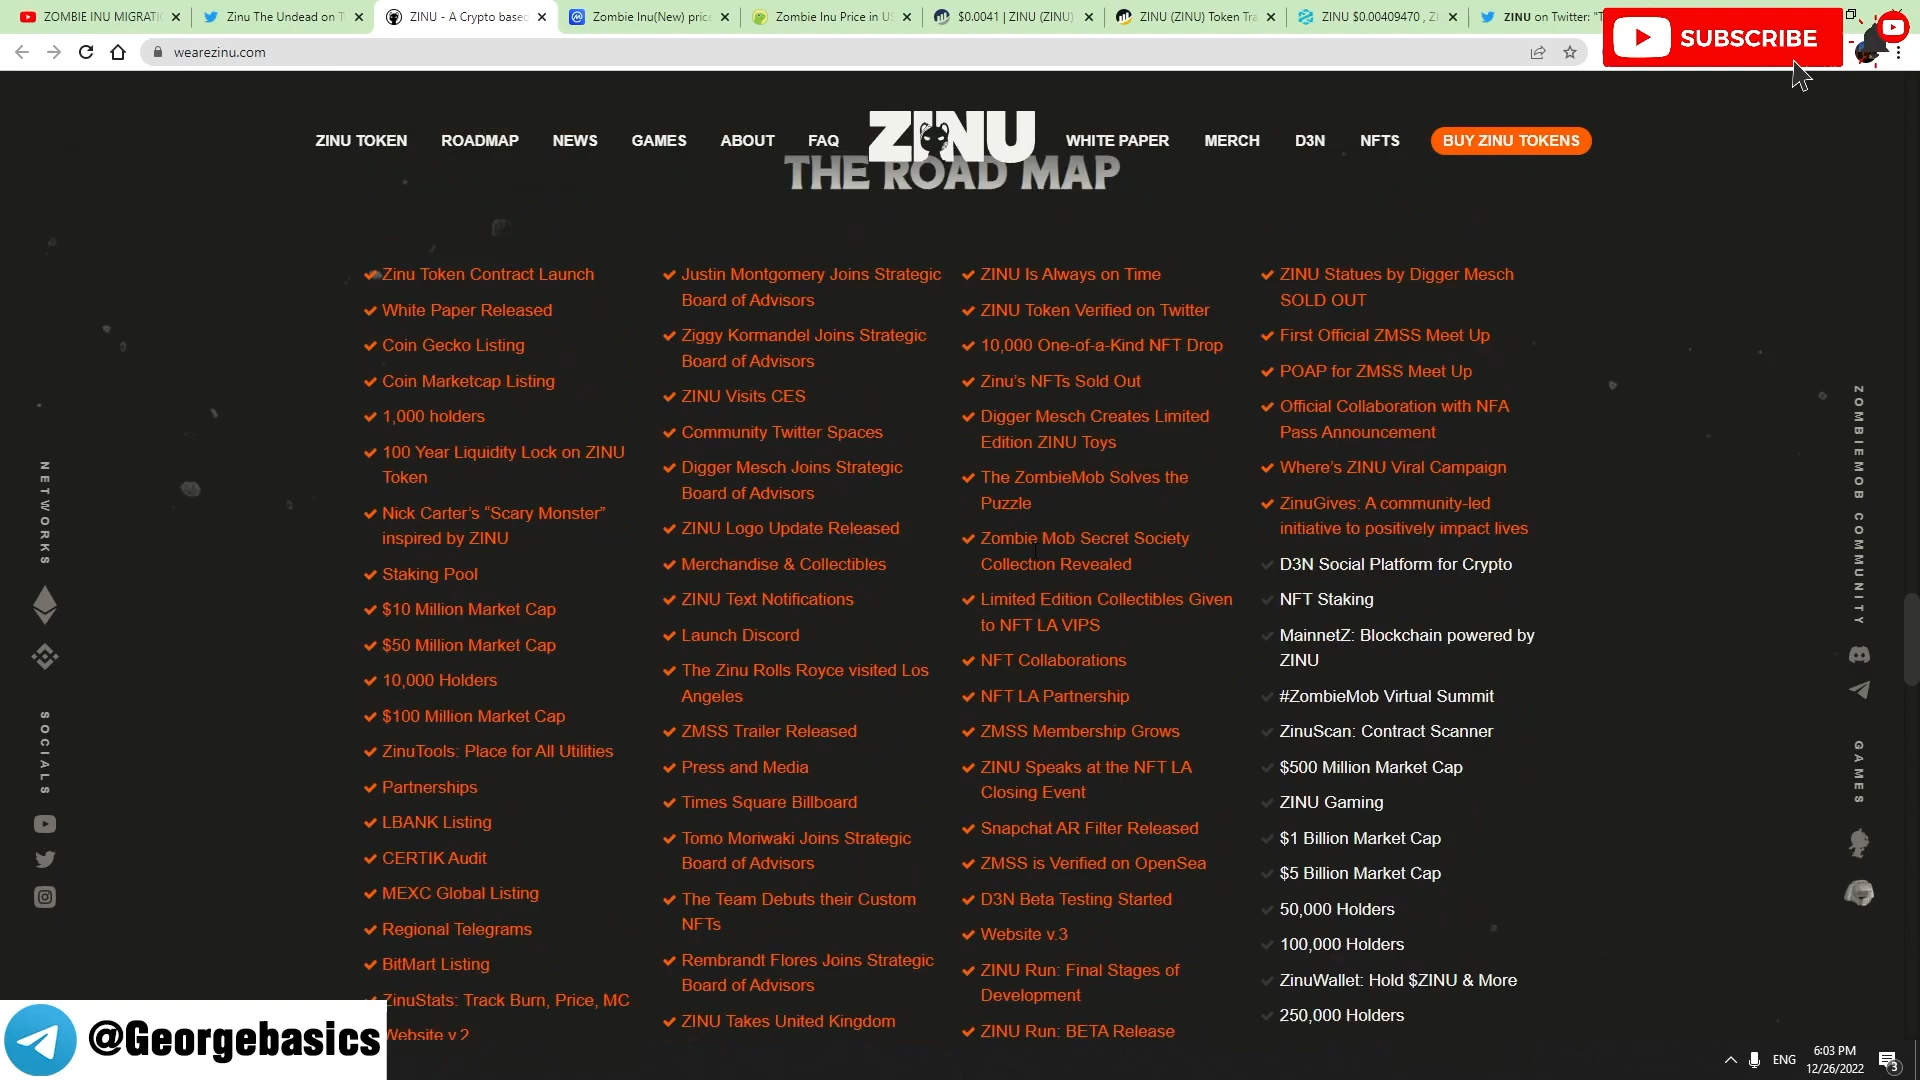 ZOMBIE INU MIGRATIO
Zinu The Undead on T
ZINU - A Crypto based
Zombie Inu(New) price
Zombie Inu Price in US
$0.0041 | ZINU (ZINU)
ZINU (ZINU) Token Tra
ZINU $0.00409470 , Z
ZINU on Twitter: "T
SUBSCRIBE
wearezinu.com
ZINU TOKEN
ROADMAP
NEWS
GAMES
ABOUT
FAQ
ZINU
WHITE PAPER
MERCH
D3N
NFTS
BUY ZINU TOKENS
THE ROAD MAP
Zinu Token Contract Launch
White Paper Released
Coin Gecko Listing
Coin Marketcap Listing
1,000 holders
100 Year Liquidity Lock on ZINU
Token
Nick Carter's “Scary Monster”
inspired by ZINU
Staking Pool
$10 Million Market Cap
$50 Million Market Cap
10,000 Holders
$100 Million Market Cap
ZinuTools: Place for All Utilities
Partnerships
LBANK Listing
CERTIK Audit
MEXC Global Listing
Regional Telegrams
BitMart Listing
ZinuStats: Track Burn, Price, MC
Website v.2
Justin Montgomery Joins Strategic
Board of Advisors
Ziggy Kormandel Joins Strategic
Board of Advisors
ZINU Visits CES
Community Twitter Spaces
Digger Mesch Joins Strategic
Board of Advisors
ZINU Logo Update Released
Merchandise & Collectibles
ZINU Text Notifications
Launch Discord
The Zinu Rolls Royce visited Los
Angeles
ZMSS Trailer Released
Press and Media
Times Square Billboard
Tomo Moriwaki Joins Strategic
Board of Advisors
The Team Debuts their Custom
NFTs
Rembrandt Flores Joins Strategic
Board of Advisors
ZINU Takes United Kingdom
ZINU Is Always on Time
ZINU Token Verified on Twitter
10,000 One-of-a-Kind NFT Drop
Zinu's NFTs Sold Out
Digger Mesch Creates Limited
Edition ZINU Toys
The ZombieMob Solves the
Puzzle
Zombie Mob Secret Society
Collection Revealed
Limited Edition Collectibles Given
to NFT LA VIPS
NFT Collaborations
NFT LA Partnership
ZMSS Membership Grows
ZINU Speaks at the NFT LA
Closing Event
Snapchat AR Filter Released
ZMSS is Verified on OpenSea
D3N Beta Testing Started
Website v.3
ZINU Run: Final Stages of
Development
ZINU Run: BETA Release
ZINU Statues by Digger Mesch
SOLD OUT
First Official ZMSS Meet Up
POAP for ZMSS Meet Up
Official Collaboration with NFA
Pass Announcement
Where's ZINU Viral Campaign
ZinuGives: A community-led
initiative to positively impact lives
D3N Social Platform for Crypto
NFT Staking
MainnetZ: Blockchain powered by
ZINU
#ZombieMob Virtual Summit
ZinuScan: Contract Scanner
$500 Million Market Cap
ZINU Gaming
$1 Billion Market Cap
$5 Billion Market Cap
50,000 Holders
100,000 Holders
ZinuWallet: Hold $ZINU & More
250,000 Holders
NETWORKS
SOCIALS
ZOMBIEMOB COMMUNITY
GAMES
@Georgebasics
ENG
6:03 PM
12/26/2022
3